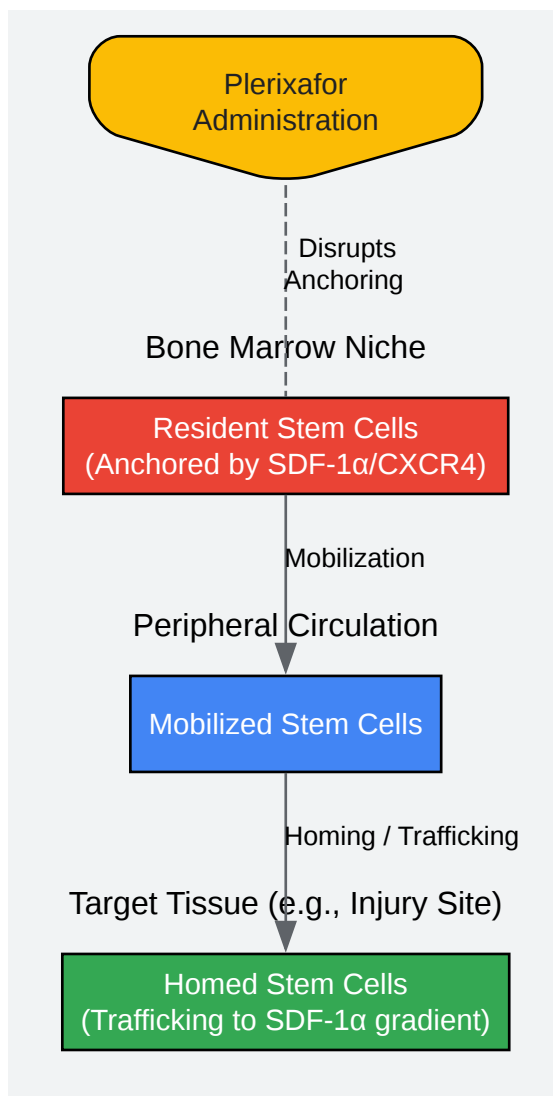 Plerixafor
Administration
Disrupts
Anchoring
Bone Marrow Niche
Resident Stem Cells
(Anchored by SDF-1α/CXCR4)
Mobilization
Peripheral Circulation
Mobilized Stem Cells
Homing / Trafficking
Target Tissue (e.g., Injury Site)
Homed Stem Cells
(Trafficking to SDF-1α gradient)